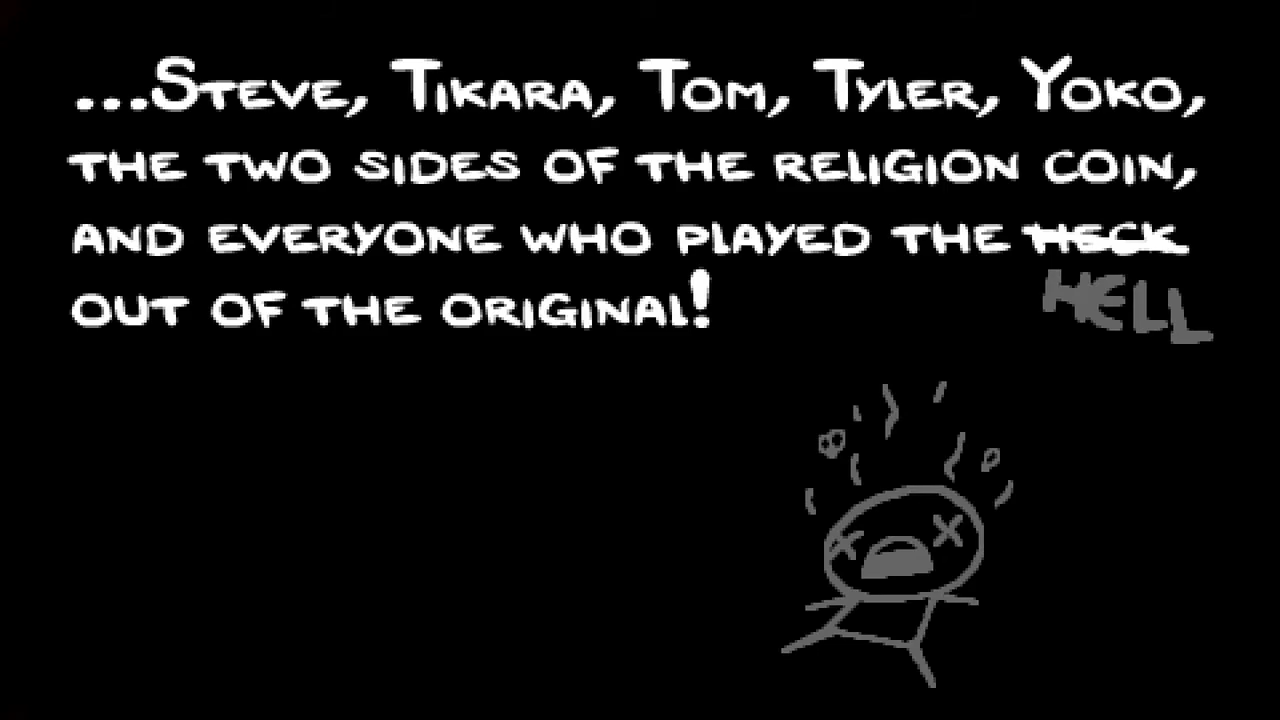 ...Steve, Tikara, Tom, Tyler, Yoko,
the two sides of the religion coin,
and everyone who played the heck
HELL
out of the original!